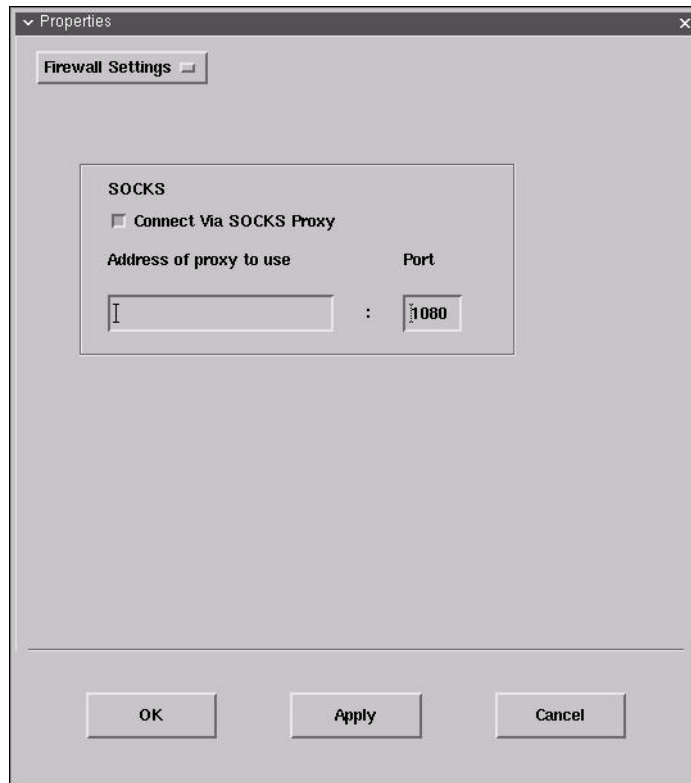 Properties
Firewall Settings
SOCKS
Connect Via SOCKS Proxy
Address of proxy to use Port
: 1080
OK Apply Cancel